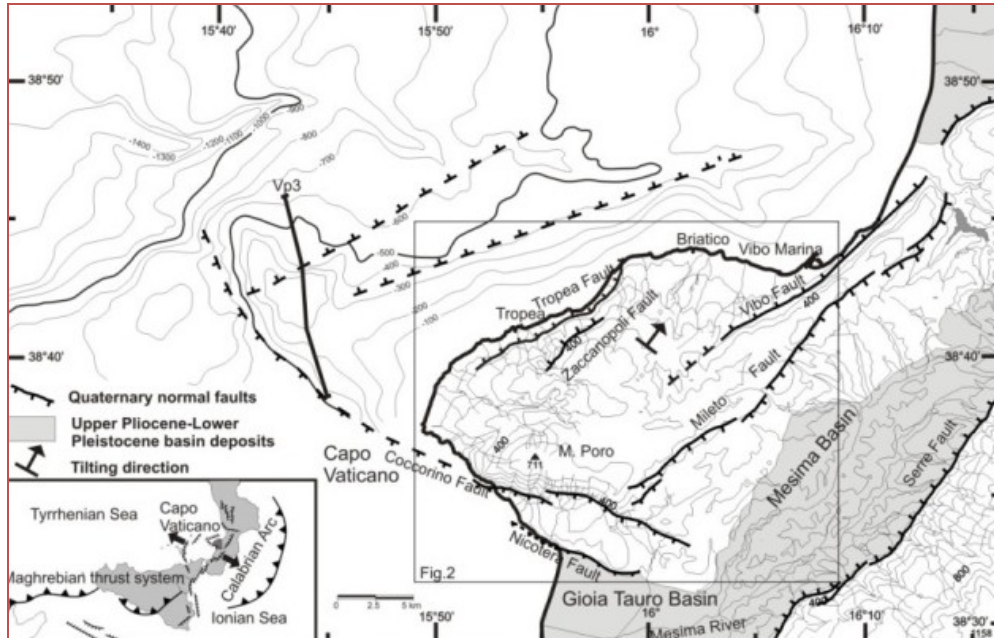 15°40'
15°50'
16°
16°10'
38°50'
38°50'
-1400
-1300
-1200
-1100
-1000
-900
-800
-700
Vp3
-600
-500
-400
-300
-100
Briatico
Vibo Marina
Tropea Fault
Tropea
Zaccanopoli Fault
400
Vibo Fault
400
38°40'
38°40'
Quaternary normal faults
Upper Pliocene-Lower
Pleistocene basin deposits
Tilting direction
Mileto
Fault
Capo
Vaticano
400
M. Poro
711
Coccorino Fault
400
Mesima Basin
Serre Fault
Nicotera Fault
Fig.2
Gioia Tauro Basin
Tyrrhenian Sea
Capo
Vaticano
Calabrian Arc
Maghrebian thrust system
Ionian Sea
0
2.5
5 km
15°50'
16°
16°10'
38°30'
Mesima River
400
800